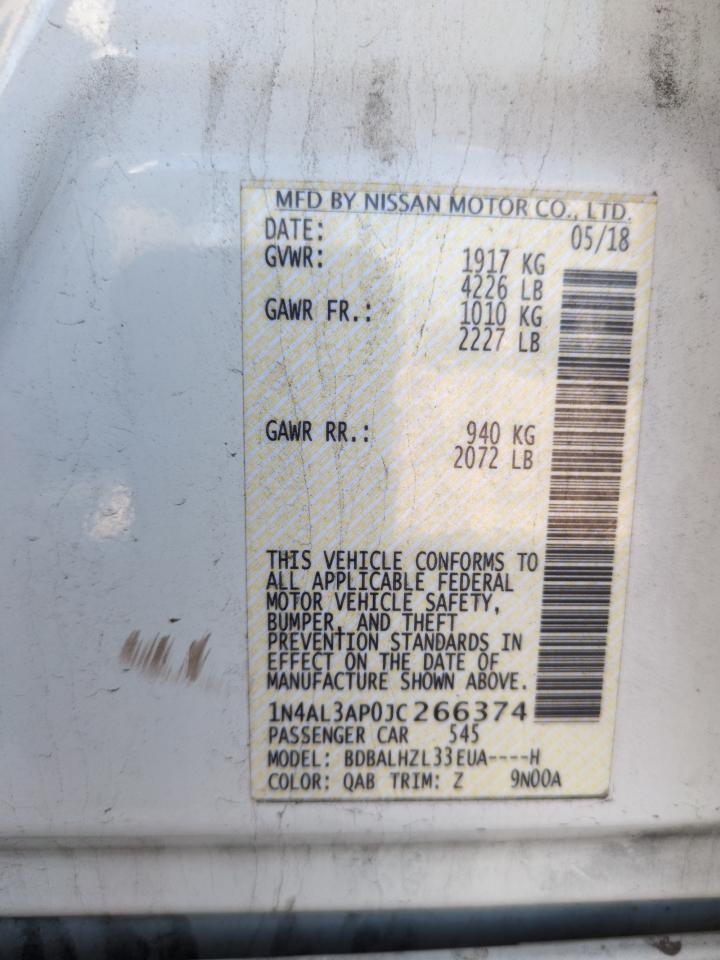 MFD BY NISSAN MOTOR CO., LTD.
DATE: 05/18
GVWR: 1917 KG
4226 LB
GAWR FR.: 1010 KG
2227 LB
GAWR RR.: 940 KG
2072 LB
THIS VEHICLE CONFORMS TO
ALL APPLICABLE FEDERAL
MOTOR VEHICLE SAFETY,
BUMPER, AND THEFT
PREVENTION STANDARDS IN
EFFECT ON THE DATE OF
MANUFACTURE SHOWN ABOVE.
1N4AL3AP0JC266374
PASSENGER CAR 545
MODEL: BDBALHZL33EUA----H
COLOR: QAB TRIM: Z 9N00A